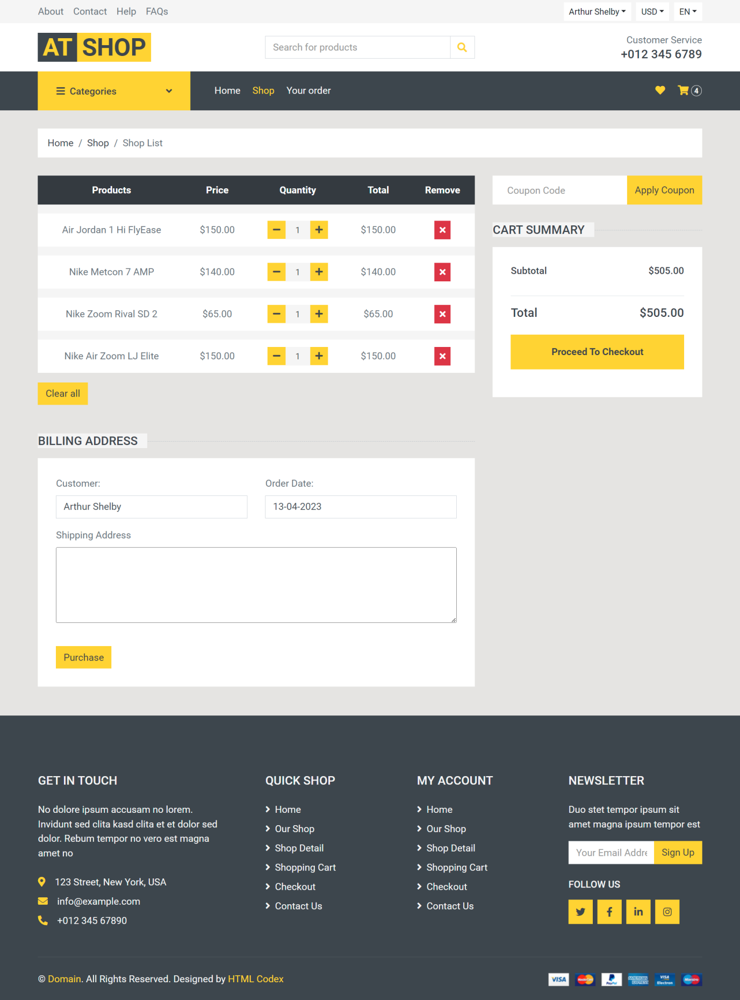 About Contact Help FAQs
Arthur Shelby USD EN
AT SHOP
Search for products
Customer Service
+012 345 6789
Categories
Home Shop Your order
4
Home / Shop / Shop List
Products Price Quantity Total Remove
Air Jordan 1 Hi FlyEase $150.00 1 $150.00
Nike Metcon 7 AMP $140.00 1 $140.00
Nike Zoom Rival SD 2 $65.00 1 $65.00
Nike Air Zoom LJ Elite $150.00 1 $150.00
Clear all
Coupon Code Apply Coupon
CART SUMMARY
Subtotal $505.00
Total $505.00
Proceed To Checkout
BILLING ADDRESS
Customer: Order Date:
Arthur Shelby 13-04-2023
Shipping Address
Purchase
GET IN TOUCH
No dolore ipsum accusam no lorem.
Invidunt sed clita kasd clita et et dolor sed
dolor. Rebum tempor no vero est magna
amet no
123 Street, New York, USA
info@example.com
+012 345 67890
QUICK SHOP
Home
Our Shop
Shop Detail
Shopping Cart
Checkout
Contact Us
MY ACCOUNT
Home
Our Shop
Shop Detail
Shopping Cart
Checkout
Contact Us
NEWSLETTER
Duo stet tempor ipsum sit
amet magna ipsum tempor est
Your Email Addre Sign Up
FOLLOW US
© Domain. All Rights Reserved. Designed by HTML Codex
VISA MasterCard PayPal AMERICAN EXPRESS VISA Electron Maestro